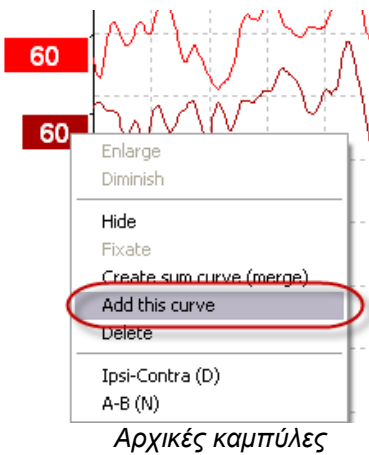 60
60
Enlarge
Diminish
Hide
Fixate
Create sum curve (merge)
Add this curve
Delete
Ipsi-Contra (D)
A-B (N)
Αρχικές καμπύλες